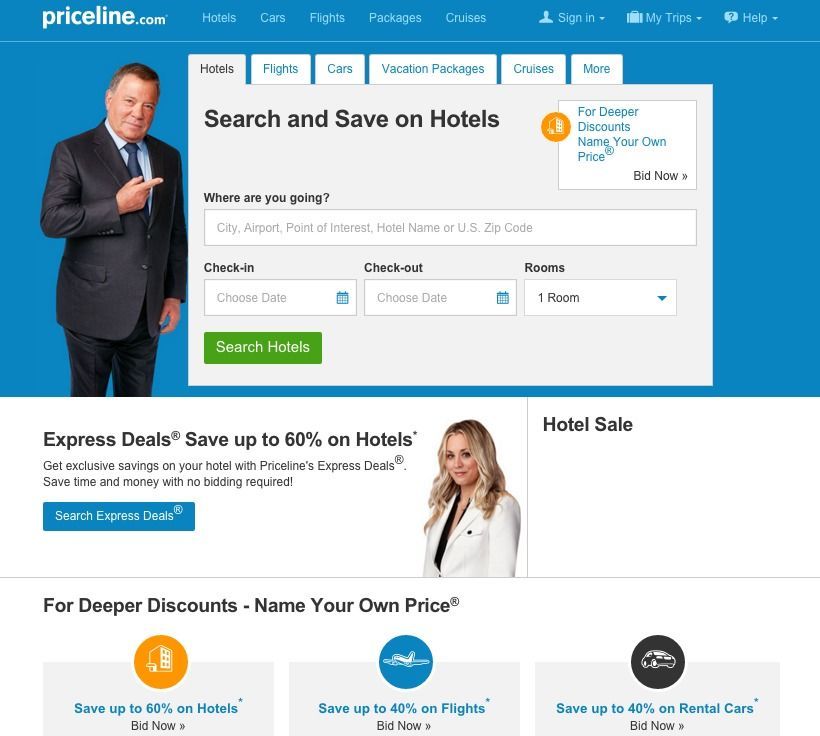 priceline.com®
Hotels Cars Flights Packages Cruises Sign in My Trips Help
Hotels Flights Cars Vacation Packages Cruises More
Search and Save on Hotels
For Deeper
Discounts
Name Your Own
Price®
Bid Now »
Where are you going?
City, Airport, Point of Interest, Hotel Name or U.S. Zip Code
Check-in Check-out Rooms
Choose Date Choose Date 1 Room
Search Hotels
Express Deals® Save up to 60% on Hotels*
Get exclusive savings on your hotel with Priceline's Express Deals®.
Save time and money with no bidding required!
Search Express Deals®
Hotel Sale
For Deeper Discounts - Name Your Own Price®
Save up to 60% on Hotels* Save up to 40% on Flights* Save up to 40% on Rental Cars*
Bid Now » Bid Now » Bid Now »